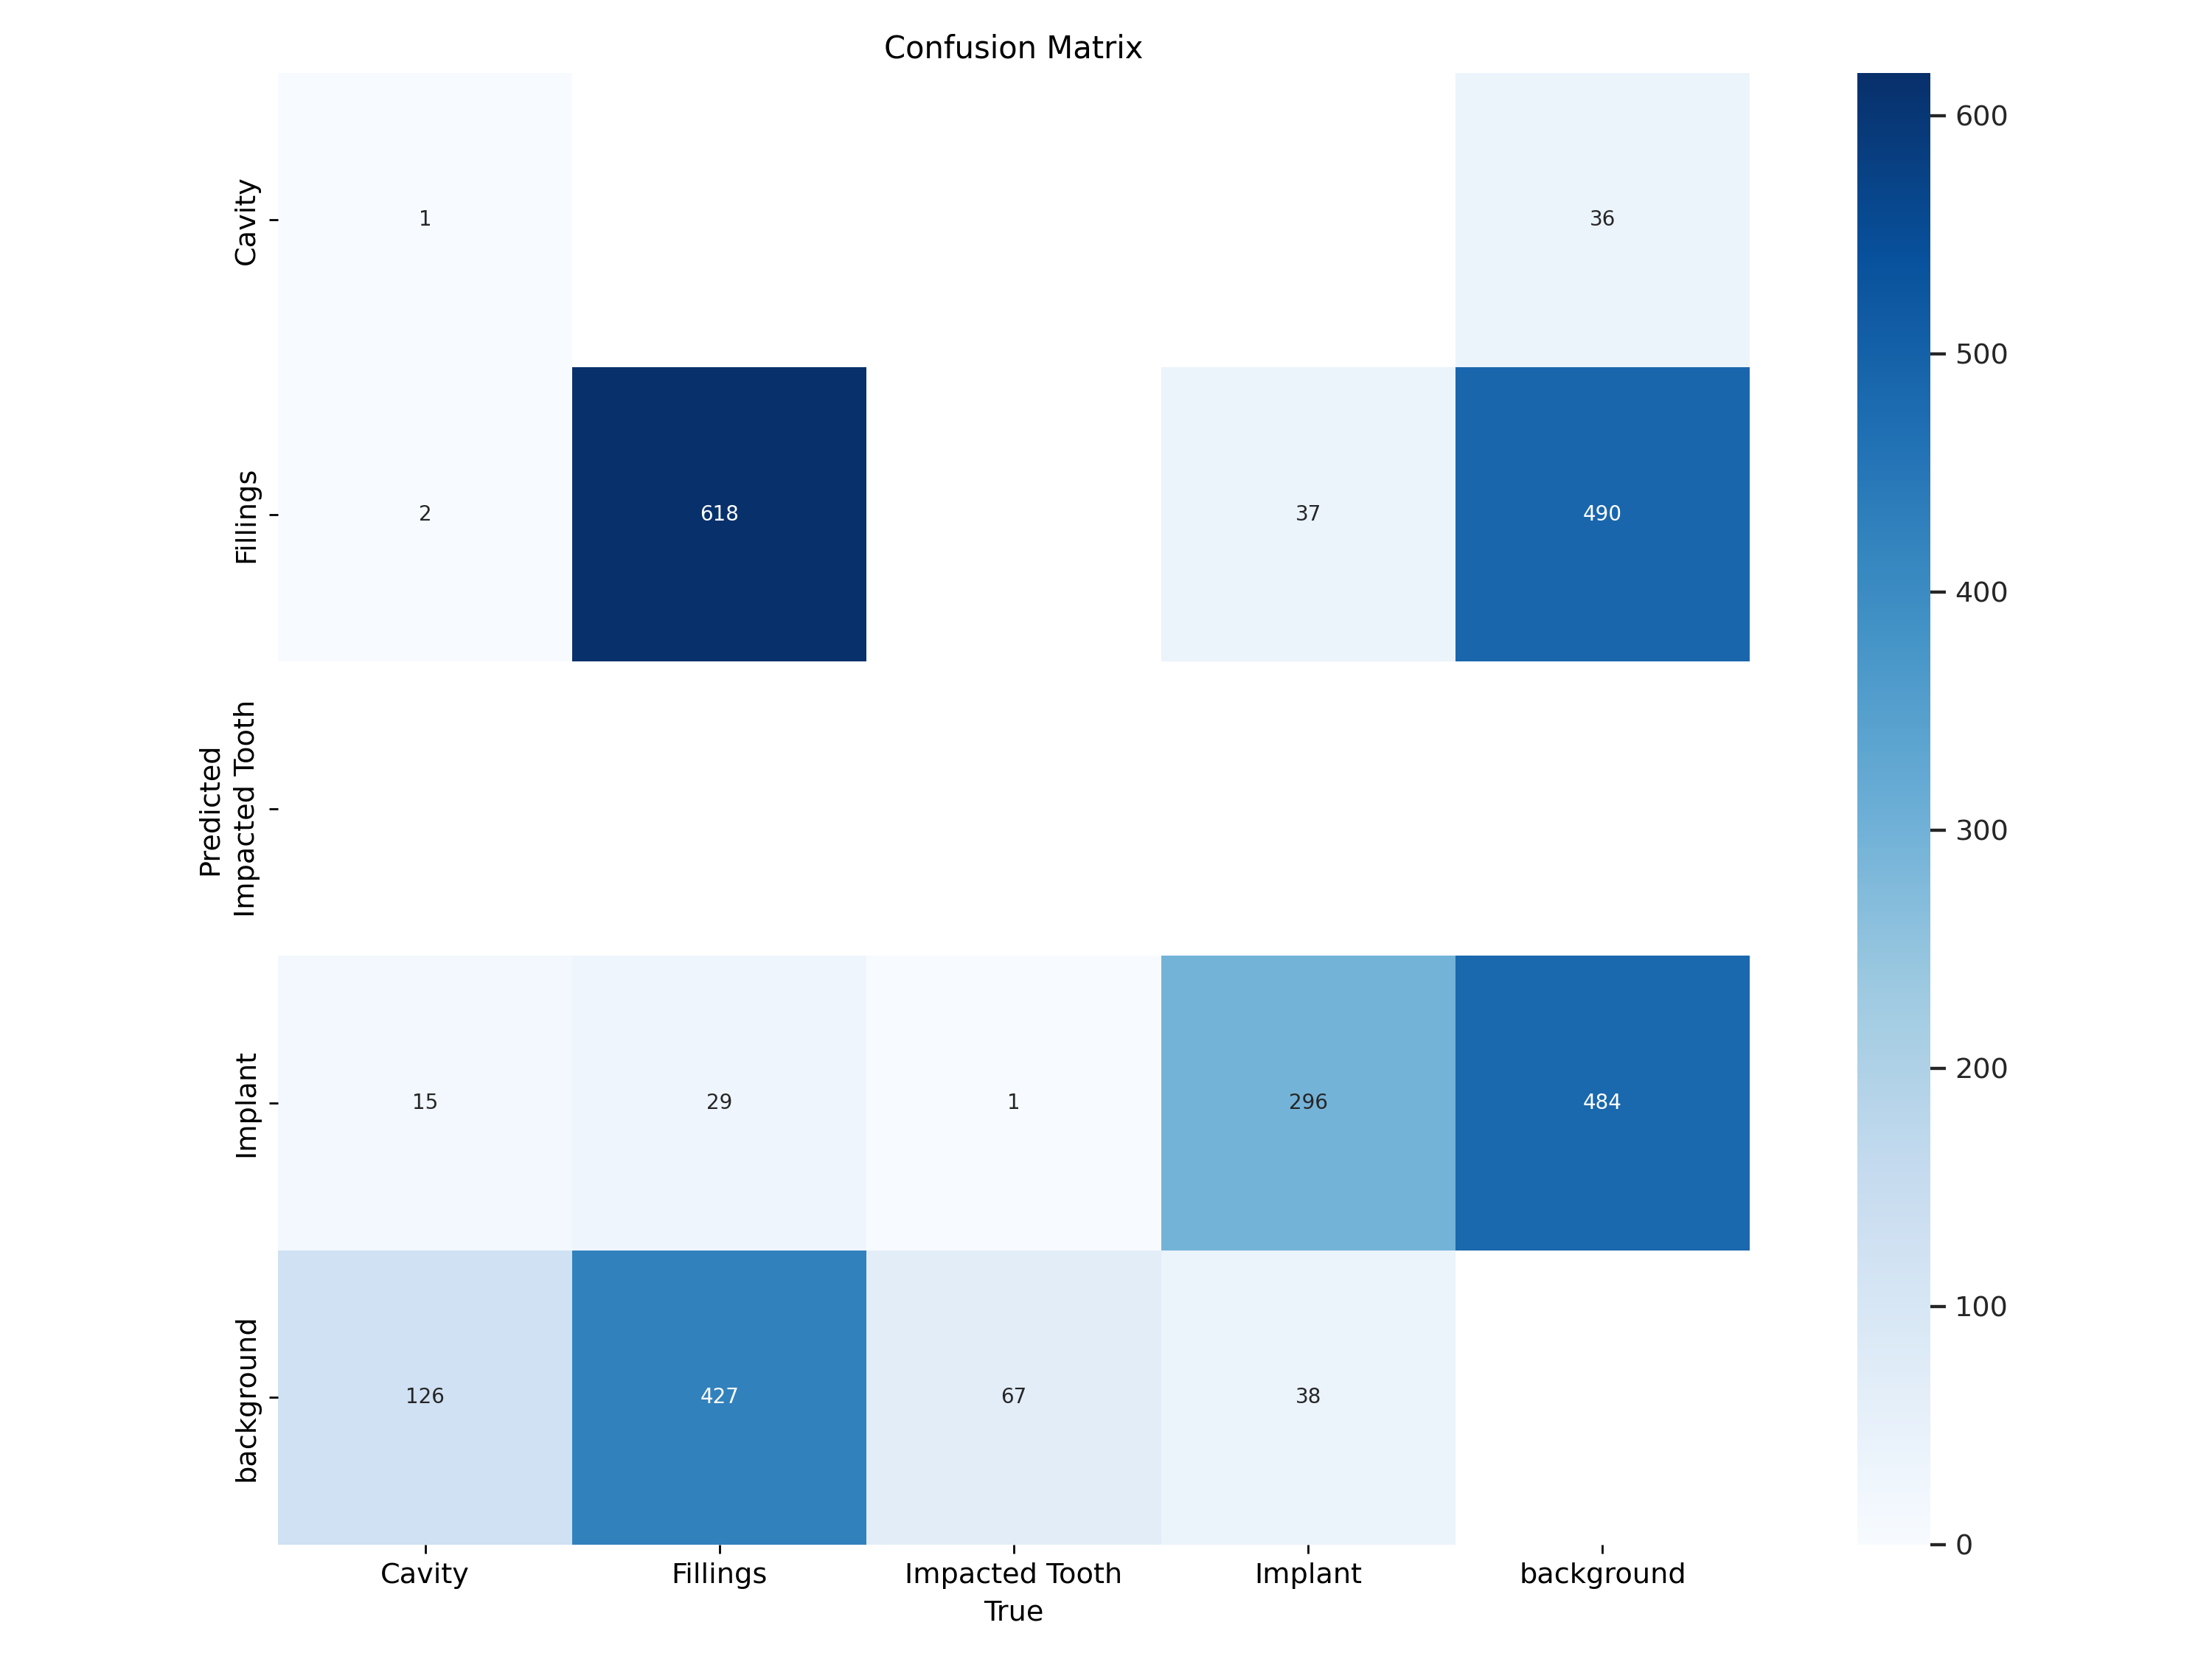 Confusion Matrix
Predicted
Cavity
1
36
Fillings
2
618
37
490
Impacted Tooth
Implant
15
29
1
296
484
background
126
427
67
38
Cavity
Fillings
Impacted Tooth
Implant
background
True
600
500
400
300
200
100
0